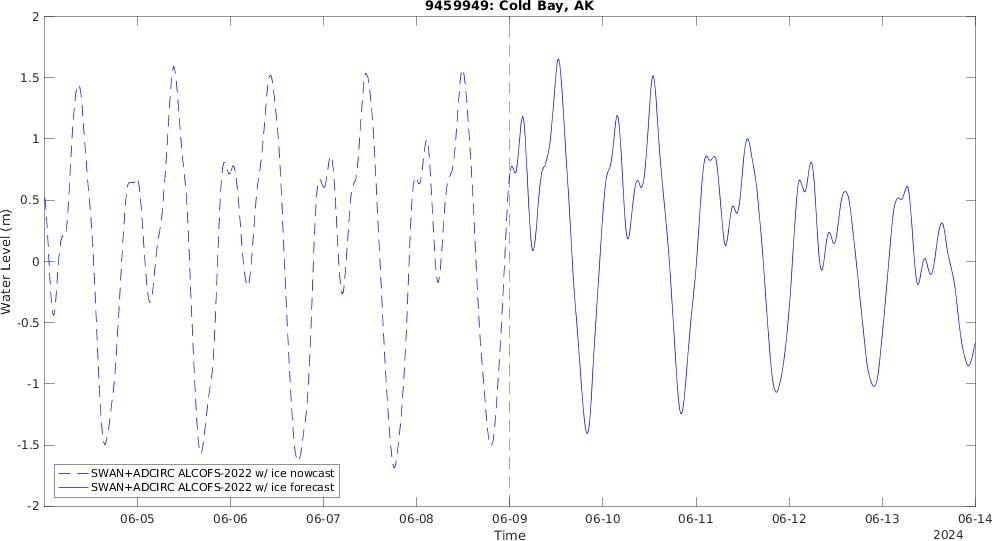 9459949: Cold Bay, AK
Water Level (m)
2
1.5
1
0.5
0
-0.5
-1
-1.5
-2
SWAN+ADCIRC ALCOFS-2022 w/ ice nowcast
SWAN+ADCIRC ALCOFS-2022 w/ ice forecast
06-05 06-06 06-07 06-08 06-09 06-10 06-11 06-12 06-13 06-14
Time
2024